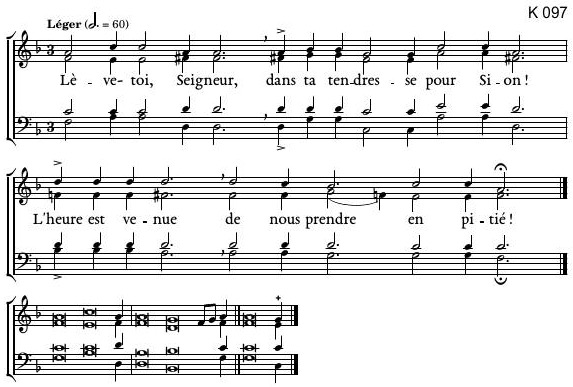 K 097
Léger (𝅗𝅥. = 60)
Lè - ve- toi, Seigneur, dans ta ten-dres - se pour Si - on !
L'heure est ve - nue de nous prendre en pi - tié !